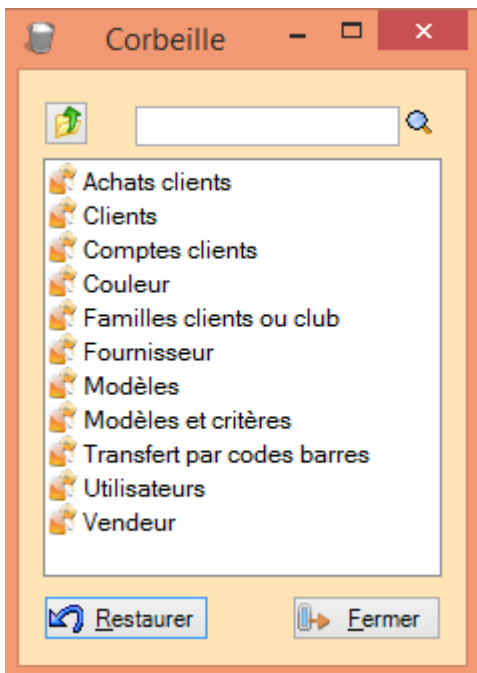 Corbeille
Achats clients
Clients
Comptes clients
Couleur
Familles clients ou club
Fournisseur
Modèles
Modèles et critères
Transfert par codes barres
Utilisateurs
Vendeur
Restaurer
Fermer